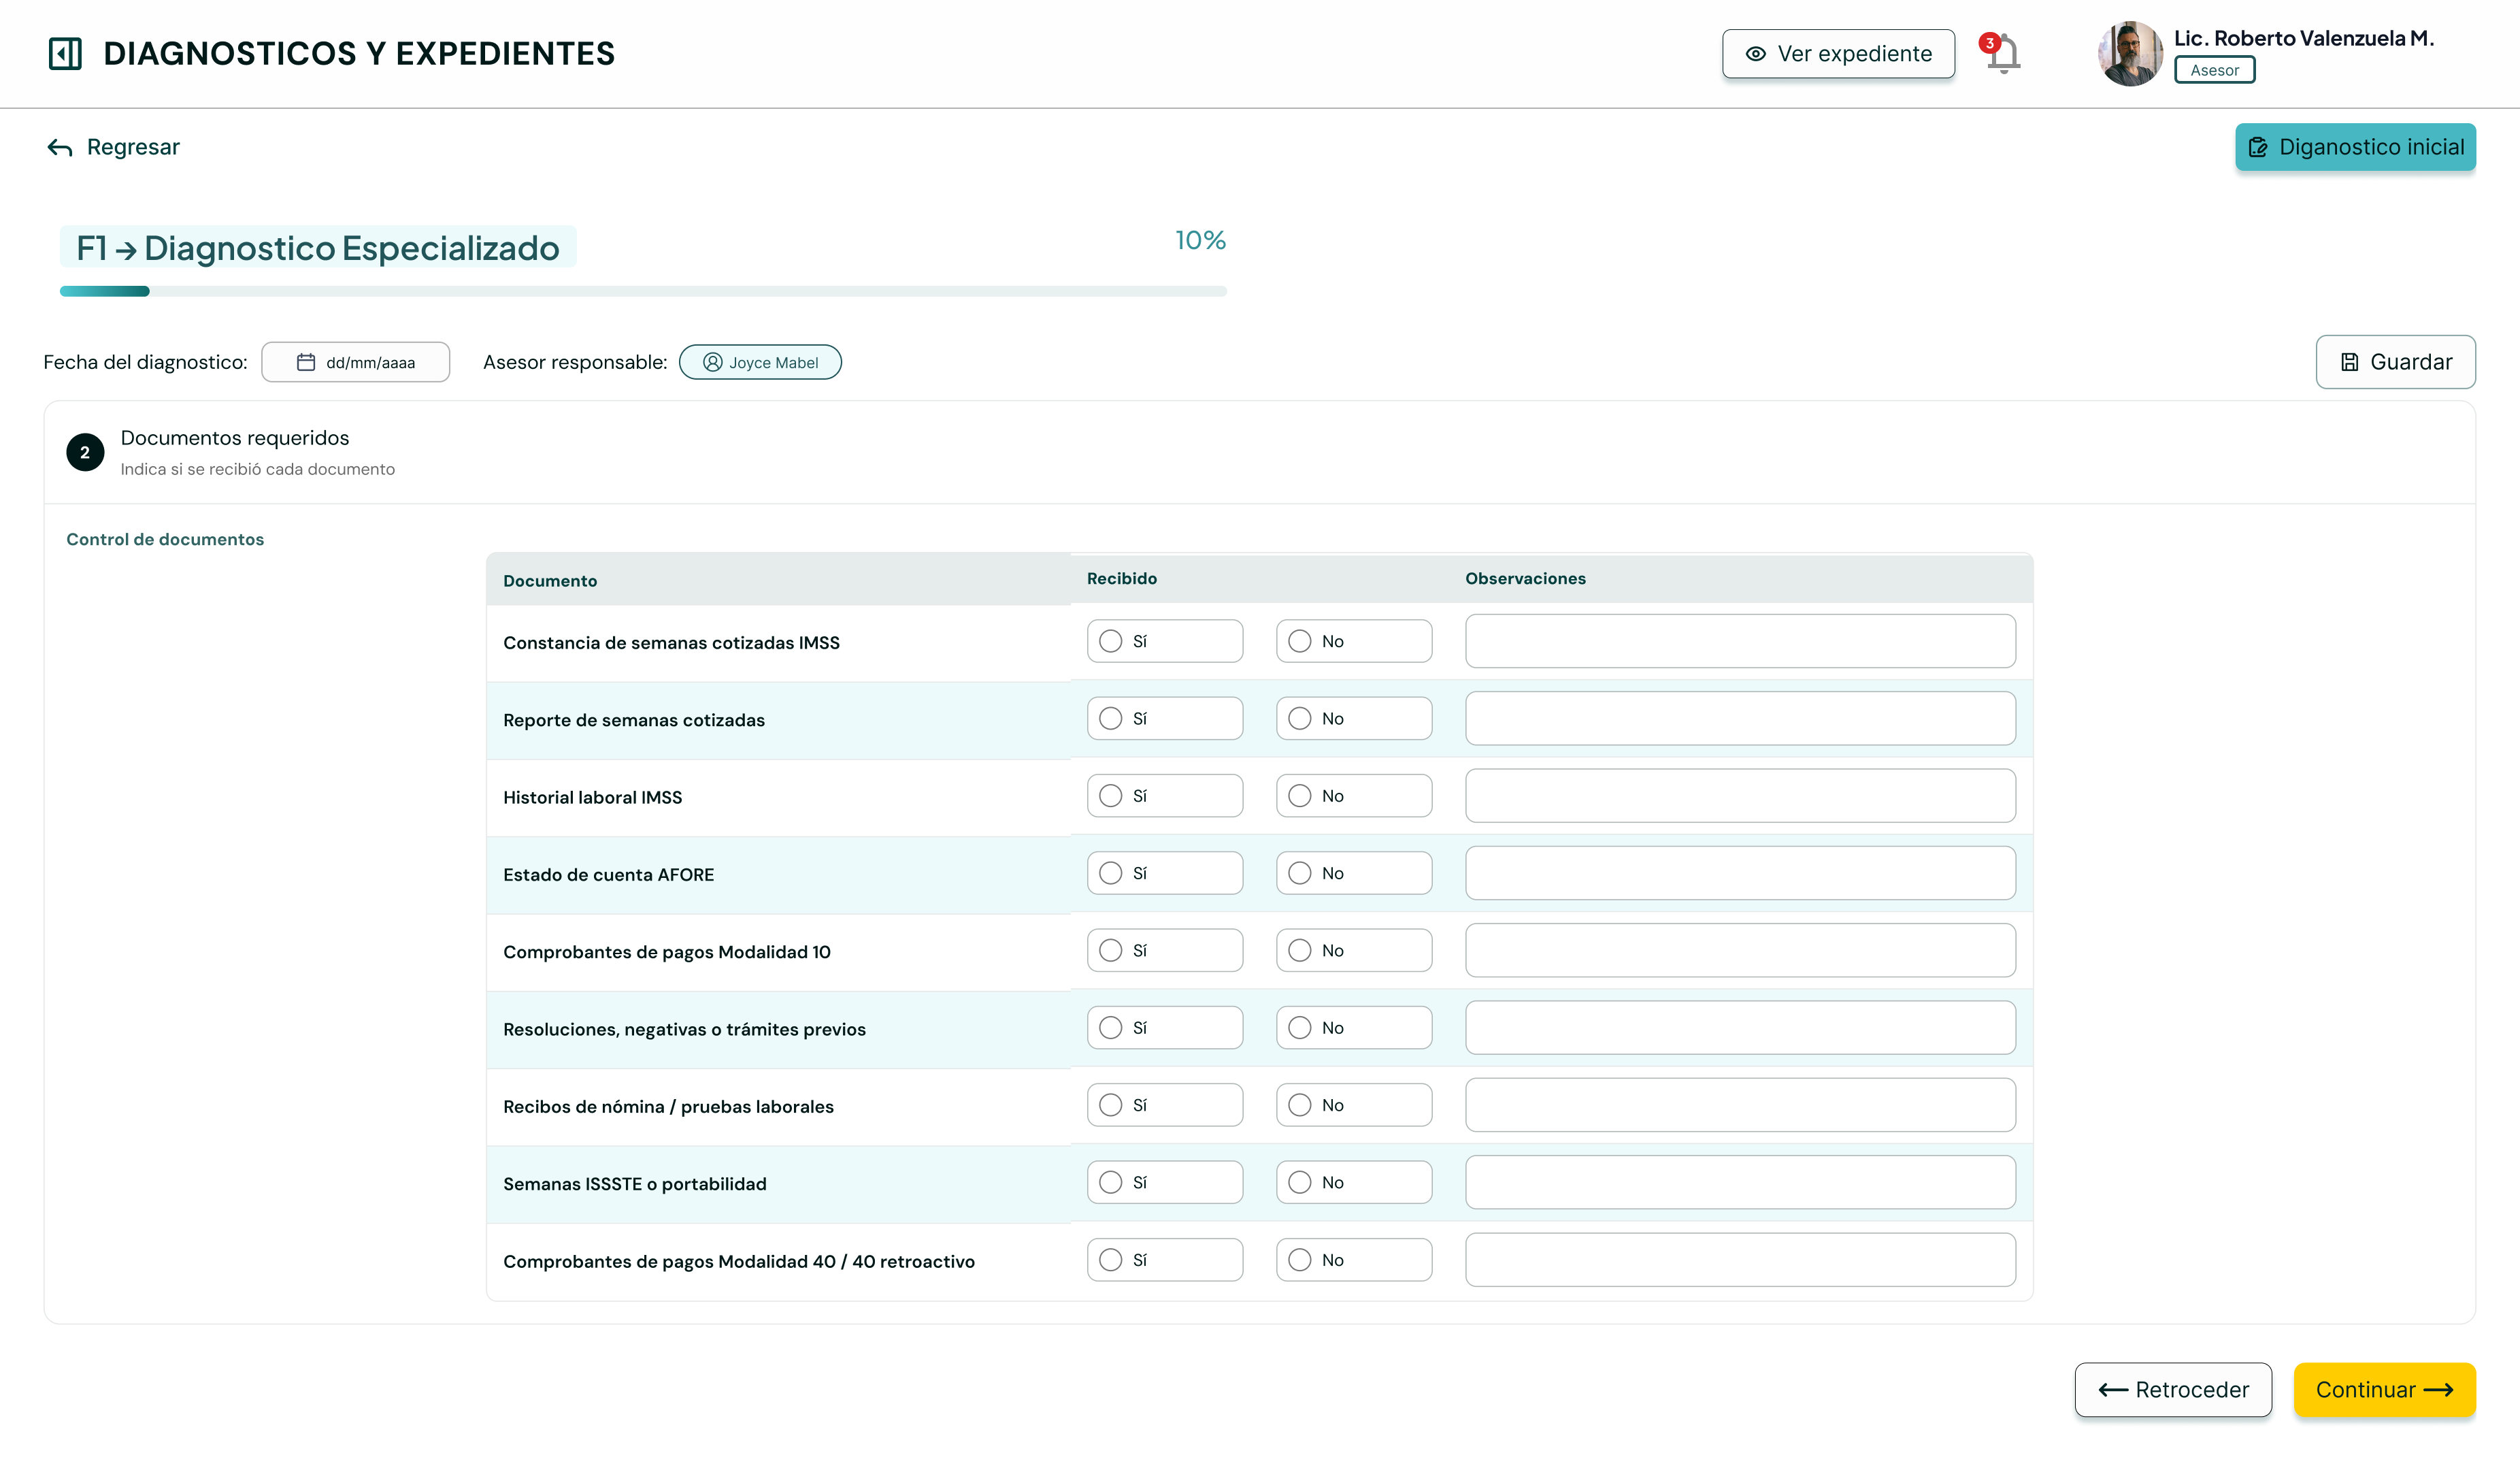 DIAGNOSTICOS Y EXPEDIENTES
Ver expediente
3
Lic. Roberto Valenzuela M.
Asesor
Regresar
Diganostico inicial
F1 → Diagnostico Especializado
10%
Fecha del diagnostico:
dd/mm/aaaa
Asesor responsable:
Joyce Mabel
Guardar
2
Documentos requeridos
Indica si se recibió cada documento
Control de documentos
Documento
Recibido
Observaciones
Constancia de semanas cotizadas IMSS
Sí
No
Reporte de semanas cotizadas
Sí
No
Historial laboral IMSS
Sí
No
Estado de cuenta AFORE
Sí
No
Comprobantes de pagos Modalidad 10
Sí
No
Resoluciones, negativas o trámites previos
Sí
No
Recibos de nómina / pruebas laborales
Sí
No
Semanas ISSSTE o portabilidad
Sí
No
Comprobantes de pagos Modalidad 40 / 40 retroactivo
Sí
No
← Retroceder
Continuar →